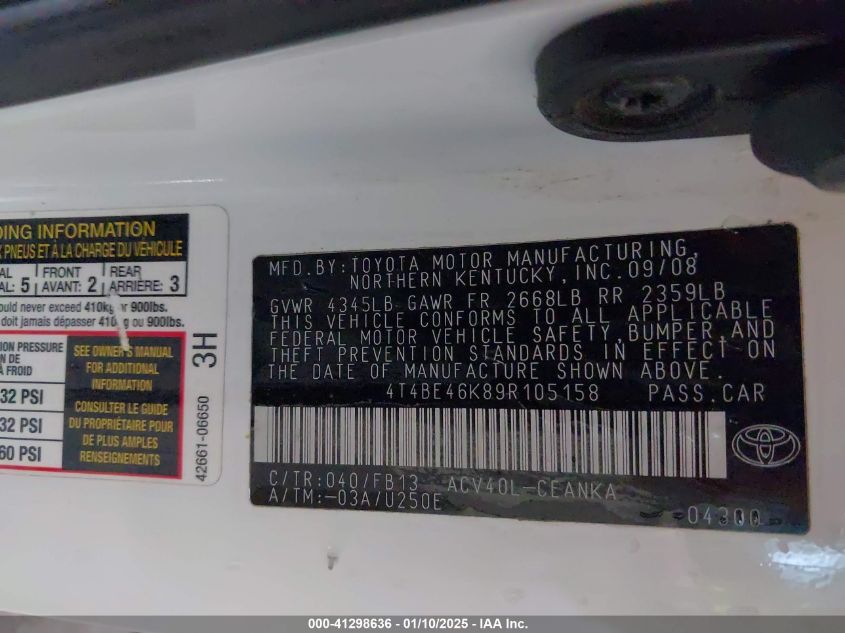 DING INFORMATION
PNEUS ET À LA CHARGE DU VÉHICULE
AL : 5 FRONT AVANT: 2 REAR ARRIÈRE: 3
ould never exceed 410kg or 900lbs.
doit jamais dépasser 410kg ou 900lbs.
ION PRESSURE
ON DE
À FROID
32 PSI
32 PSI
60 PSI
SEE OWNER'S MANUAL
FOR ADDITIONAL
INFORMATION
CONSULTER LE GUIDE
DU PROPRIÉTAIRE POUR
DE PLUS AMPLES
RENSEIGNEMENTS
42661-06650 3H
MFD. BY: TOYOTA MOTOR MANUFACTURING,
NORTHERN KENTUCKY, INC. 09/08
GVWR 4345LB GAWR FR 2668LB RR 2359LB
THIS VEHICLE CONFORMS TO ALL APPLICABLE
FEDERAL MOTOR VEHICLE SAFETY, BUMPER, AND
THEFT PREVENTION STANDARDS IN EFFECT ON
THE DATE OF MANUFACTURE SHOWN ABOVE.
4T4BE46K89R105158 PASS.CAR
C/TR:040/FB13 ACV40L-CEANKA
A/TM:-03A/U250E
04300
000-41298636 - 01/10/2025 - IAA Inc.